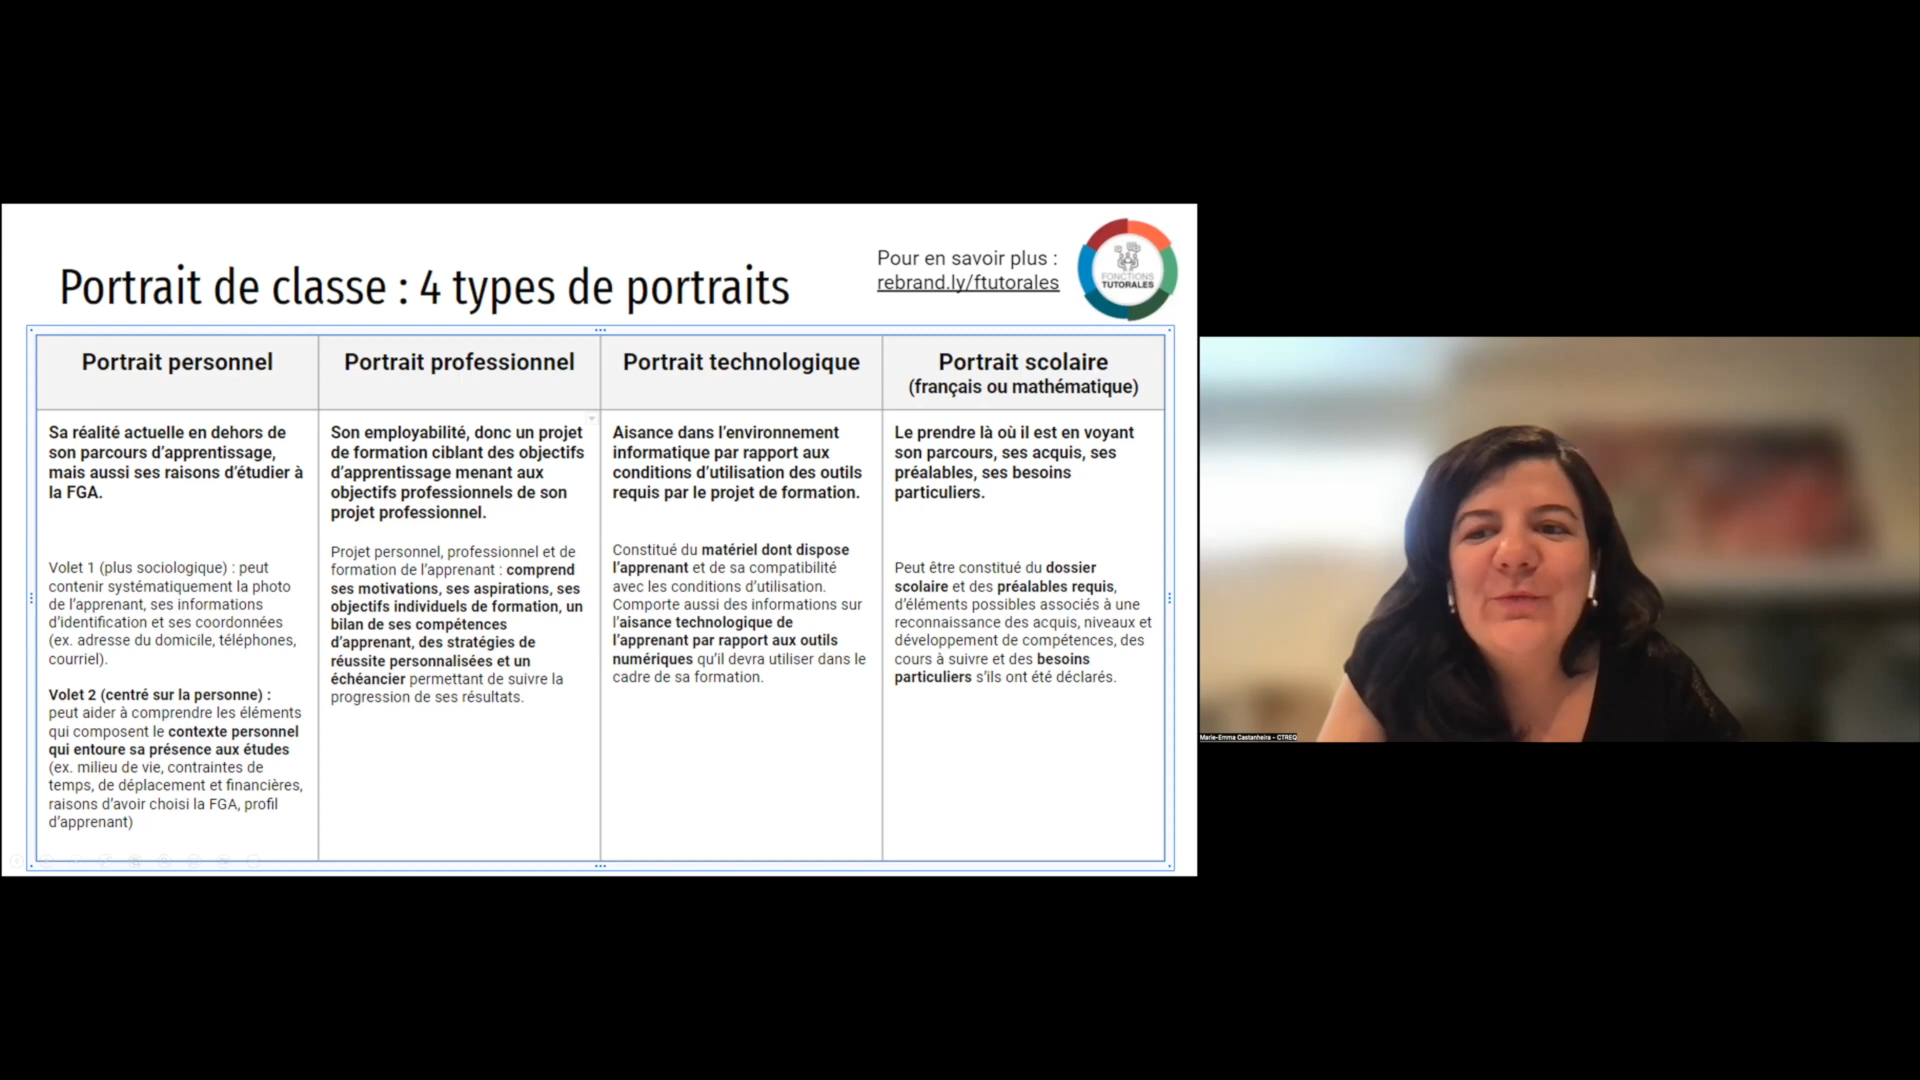 Portrait de classe : 4 types de portraits
Pour en savoir plus :
rebrand.ly/ftutorales
FONCTIONS
TUTORALES
Portrait personnel
Sa réalité actuelle en dehors de
son parcours d'apprentissage,
mais aussi ses raisons d'étudier à
la FGA.
Volet 1 (plus sociologique) : peut
contenir systématiquement la photo
de l'apprenant, ses informations
d'identification et ses coordonnées
(ex. adresse du domicile, téléphones,
courriel).
Volet 2 (centré sur la personne) :
peut aider à comprendre les éléments
qui composent le contexte personnel
qui entoure sa présence aux études
(ex. milieu de vie, contraintes de
temps, de déplacement et financières,
raisons d'avoir choisi la FGA, profil
d'apprenant)
Portrait professionnel
Son employabilité, donc un projet
de formation ciblant des objectifs
d'apprentissage menant aux
objectifs professionnels de son
projet professionnel.
Projet personnel, professionnel et de
formation de l'apprenant : comprend
ses motivations, ses aspirations, ses
objectifs individuels de formation, un
bilan de ses compétences
d'apprenant, des stratégies de
réussite personnalisées et un
échéancier permettant de suivre la
progression de ses résultats.
Portrait technologique
Aisance dans l'environnement
informatique par rapport aux
conditions d'utilisation des outils
requis par le projet de formation.
Constitué du matériel dont dispose
l'apprenant et de sa compatibilité
avec les conditions d'utilisation.
Comporte aussi des informations sur
l'aisance technologique de
l'apprenant par rapport aux outils
numériques qu'il devra utiliser dans le
cadre de sa formation.
Portrait scolaire
(français ou mathématique)
Le prendre là où il est en voyant
son parcours, ses acquis, ses
préalables, ses besoins
particuliers.
Peut être constitué du dossier
scolaire et des préalables requis,
d'éléments possibles associés à une
reconnaissance des acquis, niveaux et
développement de compétences, des
cours à suivre et des besoins
particuliers s'ils ont été déclarés.
Marie-Emma Castanheira - CTREQ